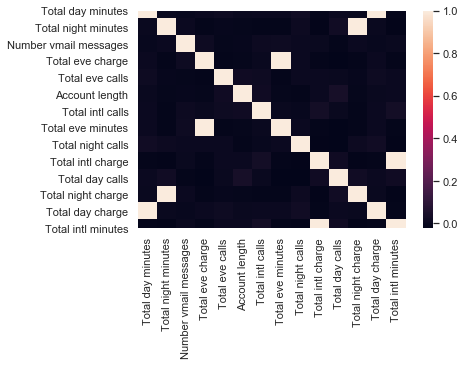 Total day minutes
Total night minutes
Number vmail messages
Total eve charge
Total eve calls
Account length
Total intl calls
Total eve minutes
Total night calls
Total intl charge
Total day calls
Total night charge
Total day charge
Total intl minutes
Total day minutes
Total night minutes
Number vmail messages
Total eve charge
Total eve calls
Account length
Total intl calls
Total eve minutes
Total night calls
Total intl charge
Total day calls
Total night charge
Total day charge
Total intl minutes
1.0
0.8
0.6
0.4
0.2
0.0